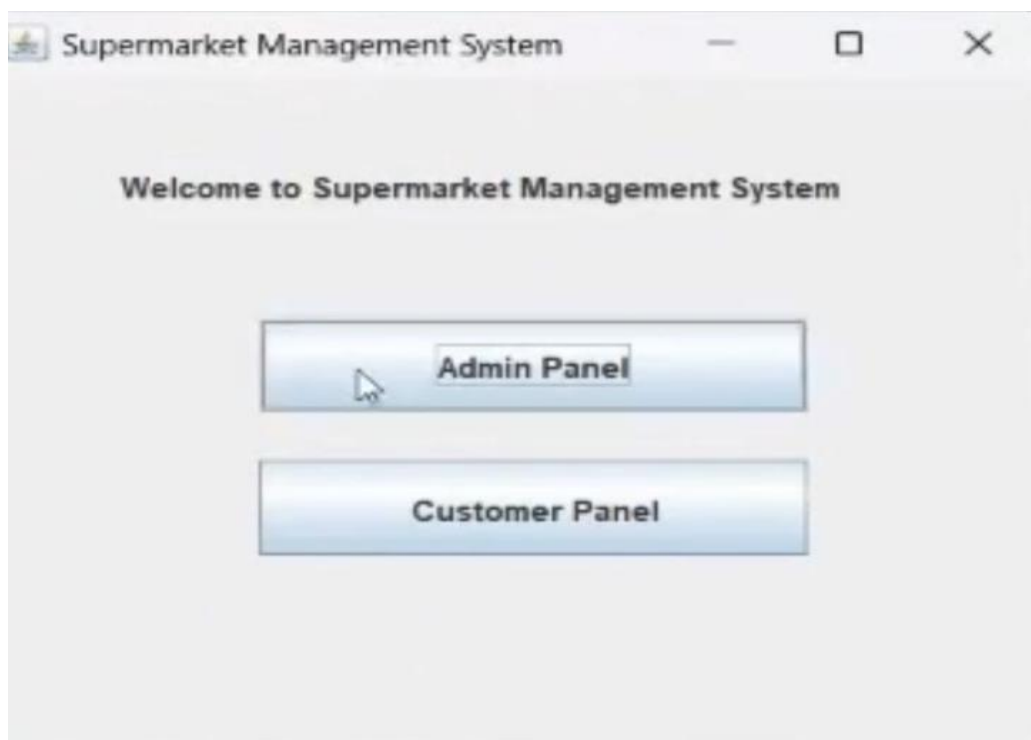 Supermarket Management System
Welcome to Supermarket Management System
Admin Panel
Customer Panel